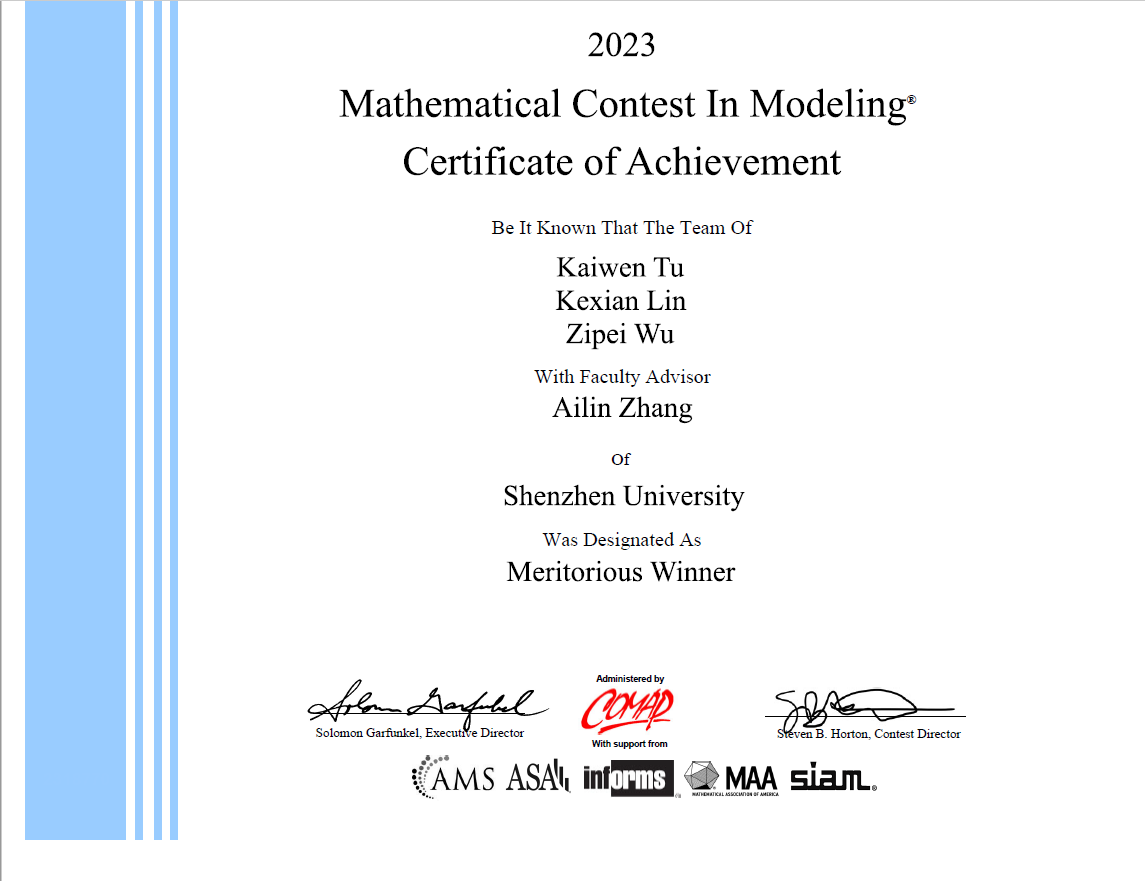 2023
Mathematical Contest In Modeling®
Certificate of Achievement
Be It Known That The Team Of
Kaiwen Tu
Kexian Lin
Zipei Wu
With Faculty Advisor
Ailin Zhang
Of
Shenzhen University
Was Designated As
Meritorious Winner
Administered by
COMAP
Solomon Garfunkel
Solomon Garfunkel, Executive Director
Steven B. Horton, Contest Director
With support from
AMS ASA informs MAA siam®
MATHEMATICAL ASSOCIATION OF AMERICA